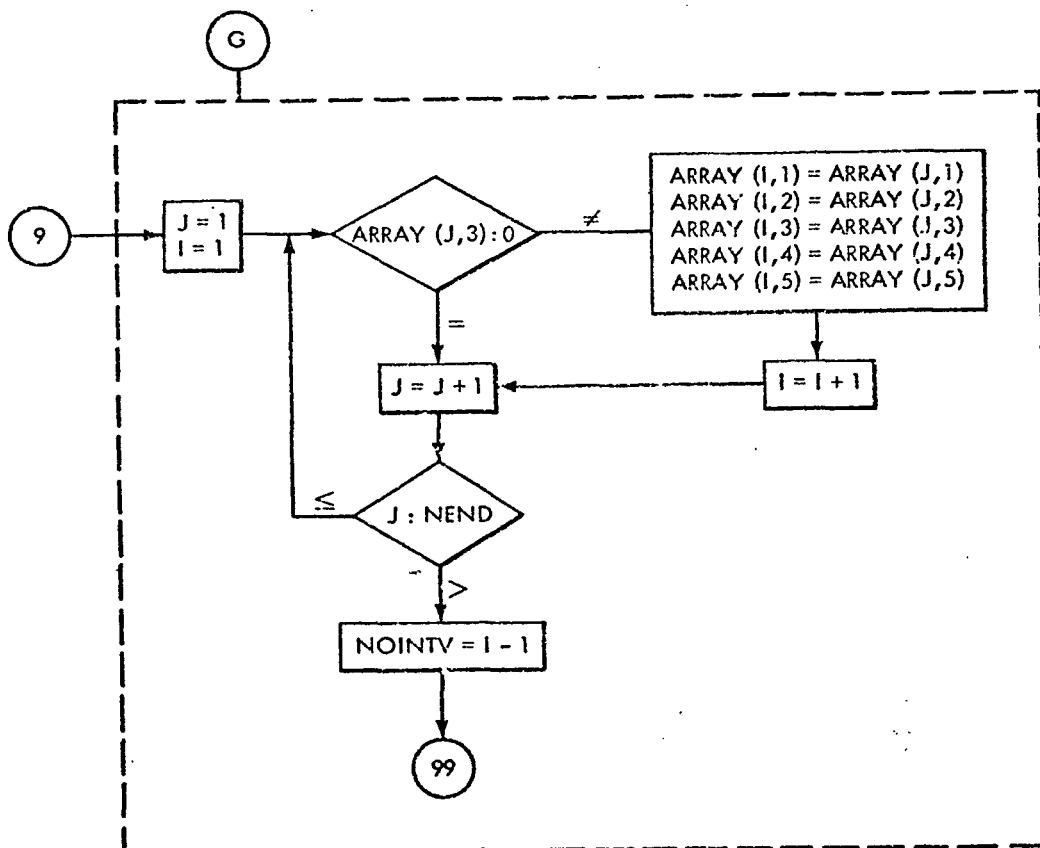 G
9
J = 1
I = 1
ARRAY (J,3) : 0
≠
ARRAY (I,1) = ARRAY (J,1)
ARRAY (I,2) = ARRAY (J,2)
ARRAY (I,3) = ARRAY (J,3)
ARRAY (I,4) = ARRAY (J,4)
ARRAY (I,5) = ARRAY (J,5)
=
J = J + 1
I = I + 1
≤
J : NEND
>
NOINTV = I - 1
99